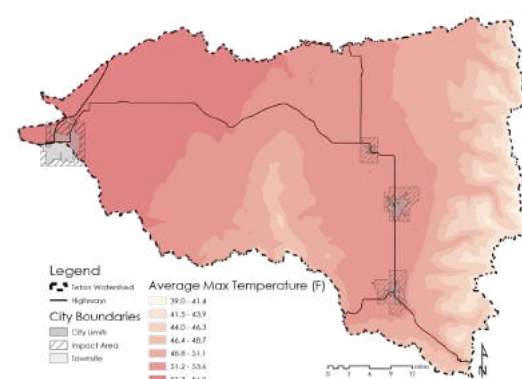 Legend
Teton Watershed
Highways
City Boundaries
City Limits
Impact Area
Townsite
Average Max Temperature (F)
39.0 - 41.4
41.5 - 43.9
44.0 - 46.3
46.4 - 48.7
48.8 - 51.1
51.2 - 53.6
N